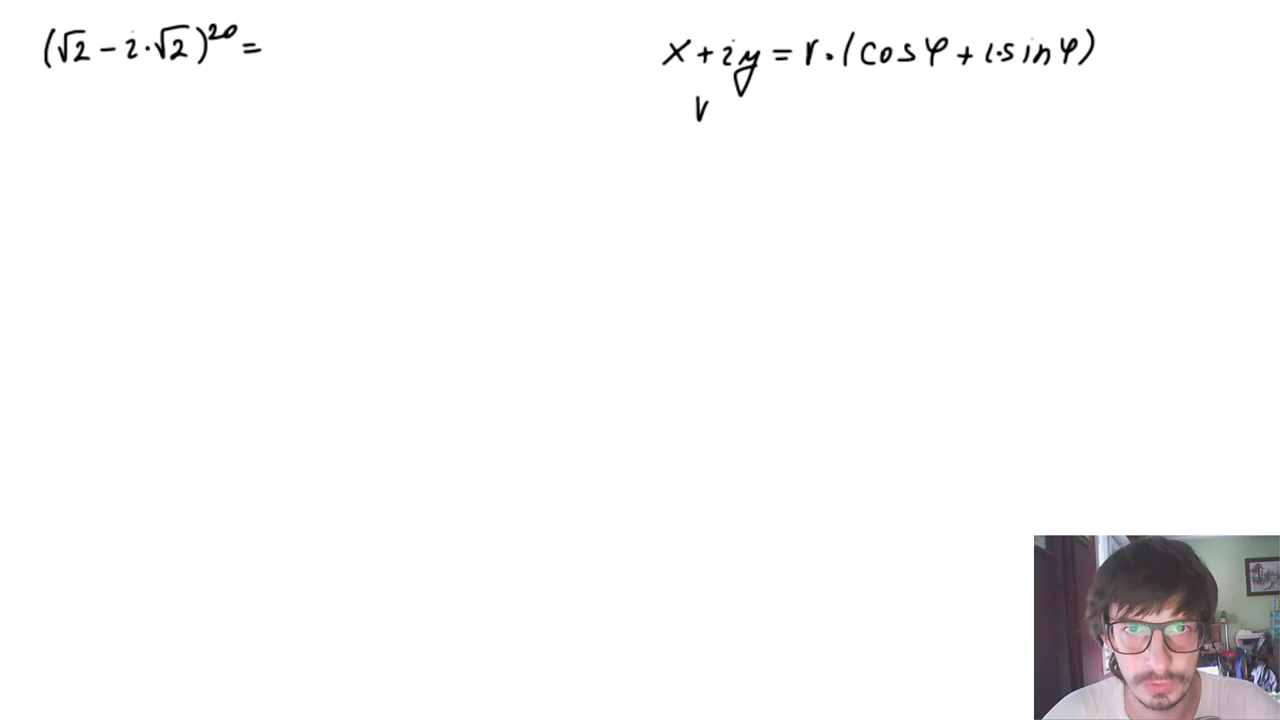 (√2 − i·√2)²⁰ =
x + iy = r·(cos φ + i·sin φ)
r